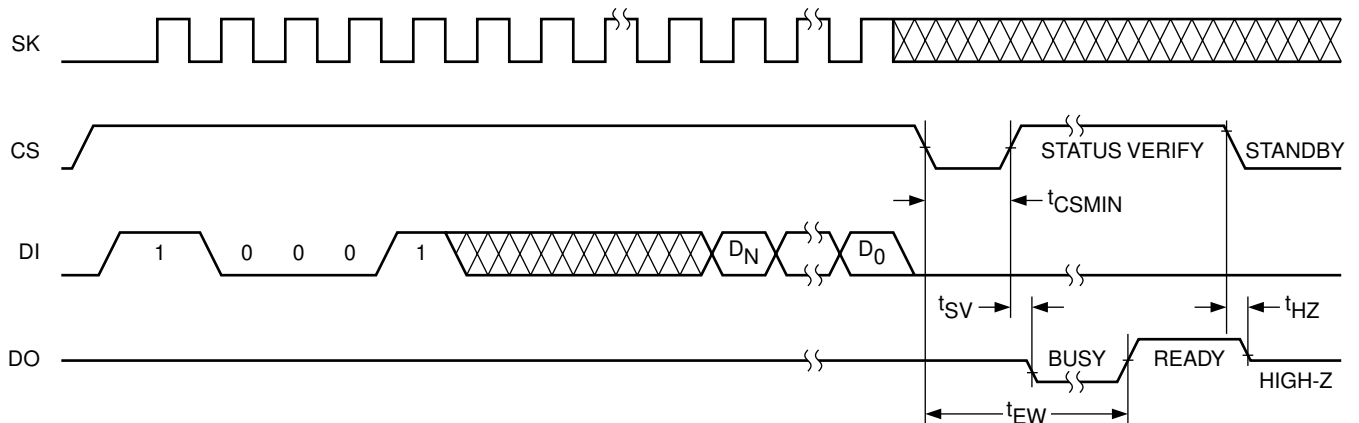 SK
CS
STATUS VERIFY
STANDBY
tCSMIN
DI
1 0 0 0 1 DN D0
tSV
tHZ
DO
BUSY
READY
HIGH-Z
tEW